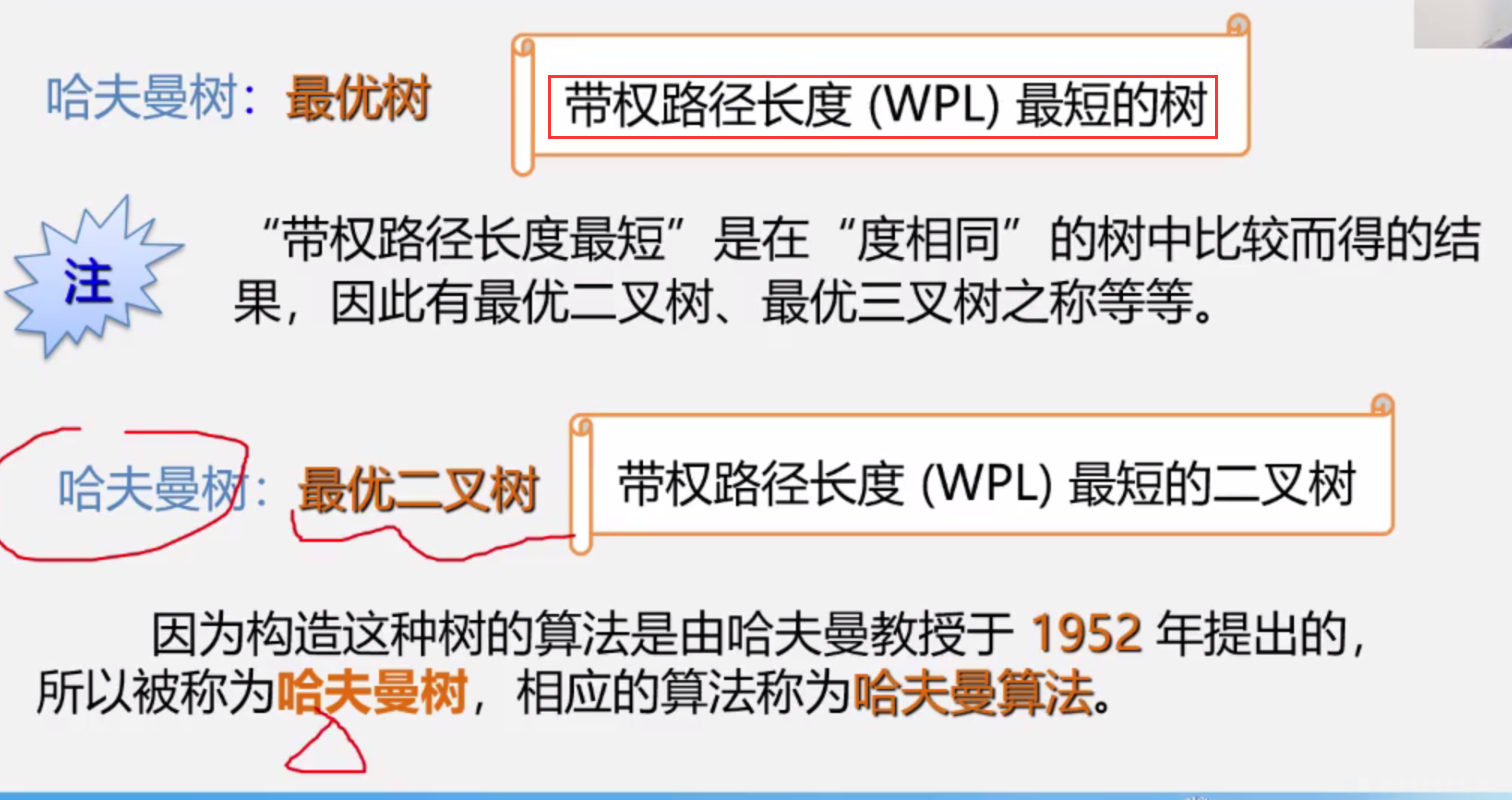 哈夫曼树：最优树
带权路径长度 (WPL) 最短的树
注
“带权路径长度最短”是在“度相同”的树中比较而得的结
果，因此有最优二叉树、最优三叉树之称等等。
哈夫曼树：最优二叉树
带权路径长度 (WPL) 最短的二叉树
因为构造这种树的算法是由哈夫曼教授于 1952 年提出的，
所以被称为哈夫曼树，相应的算法称为哈夫曼算法。